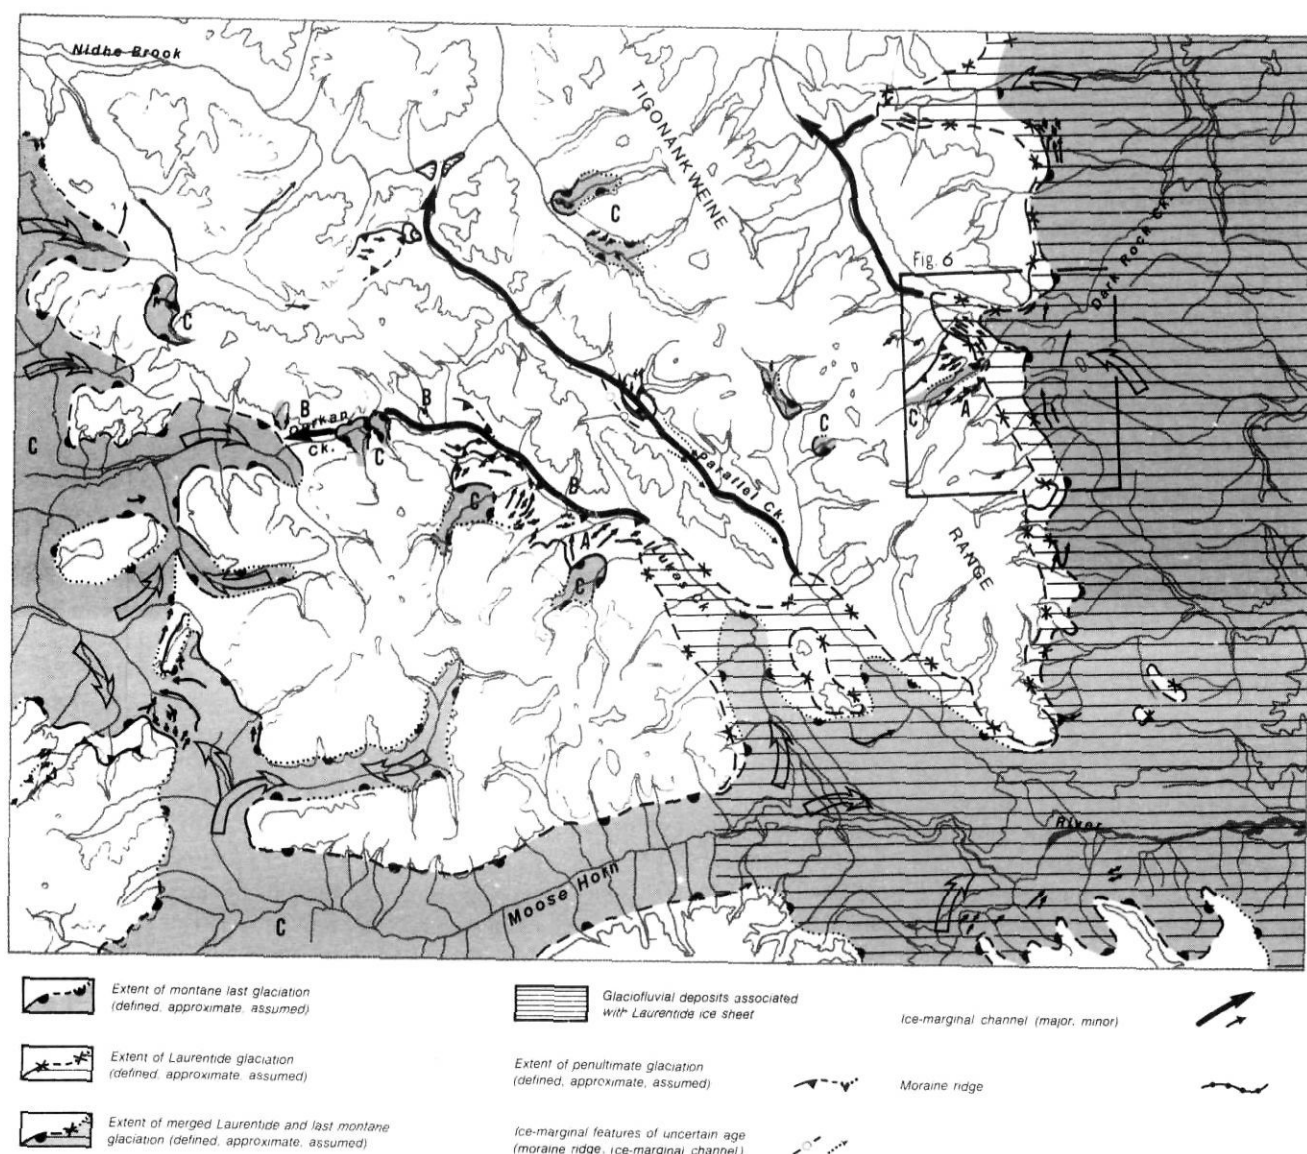 Nidhe Brook
TIGONANKWEINE
C
Fig. 6
Dark Rock Ck.
C
B
B
Durkan
Ck.
C
C
C
C
A
Parallel Ck.
B
C
A
C
Lukas Ck
RANGE
River
Moose Horn
C
Extent of montane last glaciation
(defined, approximate, assumed)
Glaciofluvial deposits associated
with Laurentide ice sheet
Ice-marginal channel (major, minor)
Extent of Laurentide glaciation
(defined, approximate, assumed)
Extent of penultimate glaciation
(defined, approximate, assumed)
Moraine ridge
Extent of merged Laurentide and last montane
glaciation (defined, approximate, assumed)
Ice-marginal features of uncertain age
(moraine ridge, ice-marginal channel)